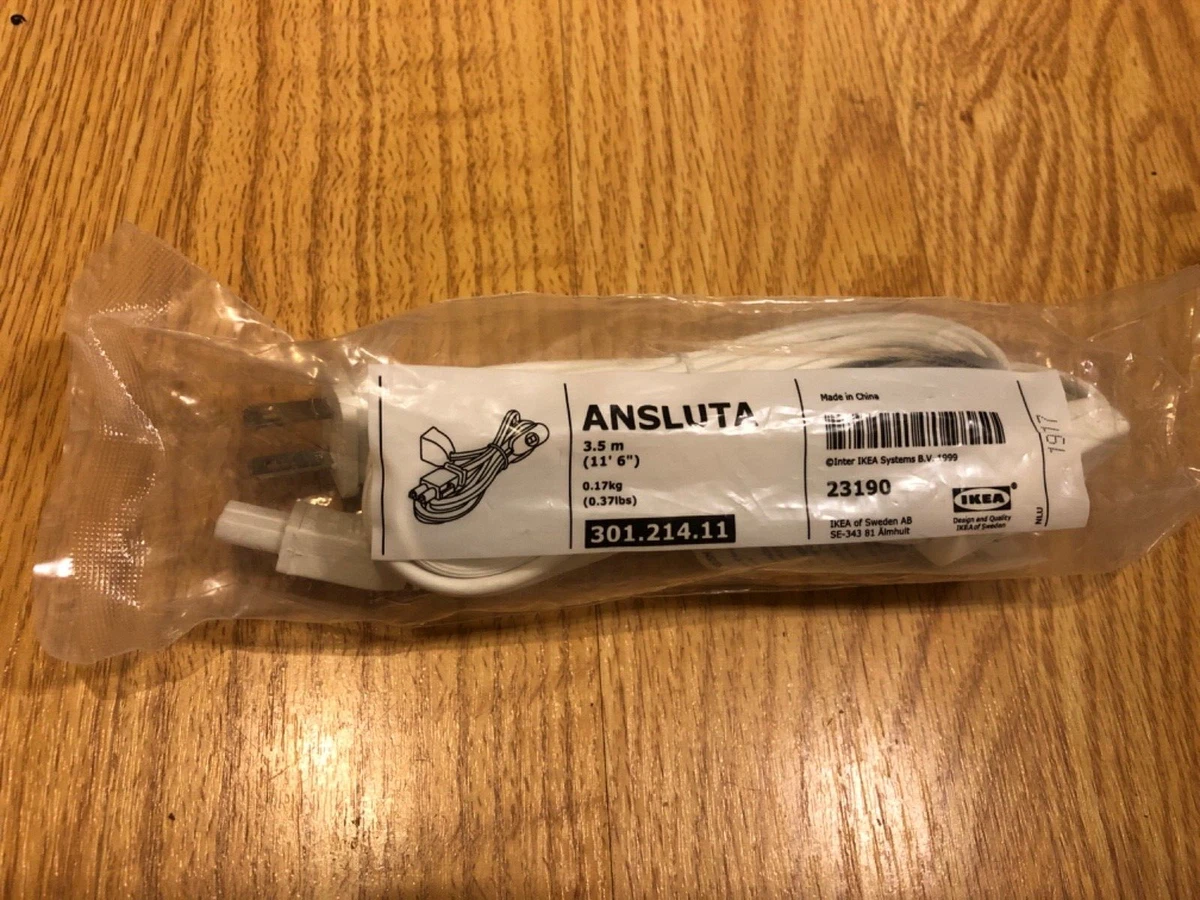 ANSLUTA
3.5 m
(11' 6")
0.17kg
(0.37lbs)
301.214.11
Made in China
©Inter IKEA Systems B.V. 1999
23190
IKEA of Sweden AB
SE-343 81 Älmhult
IKEA®
Design and Quality
IKEA of Sweden
1917
NLU